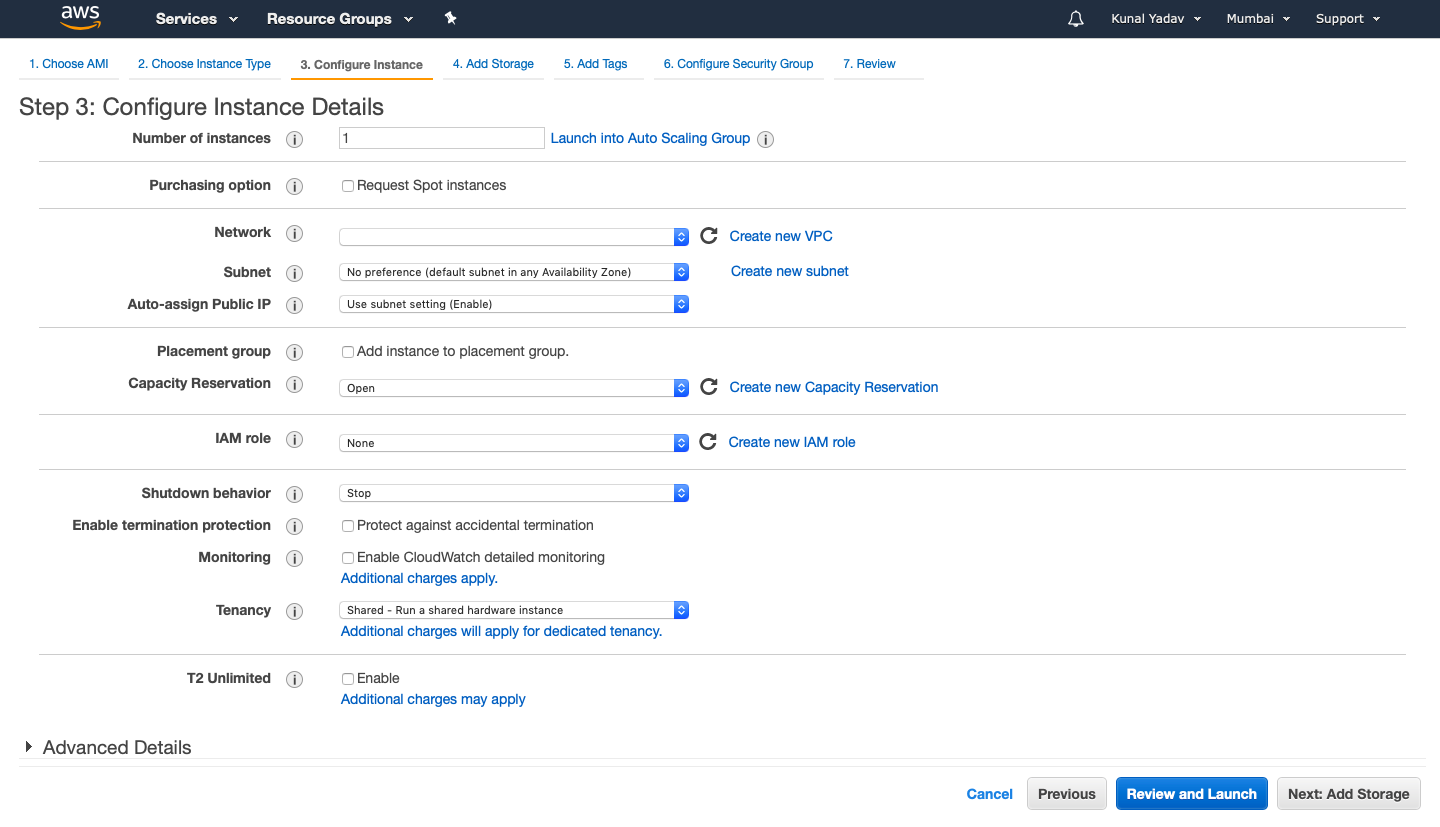 aws Services Resource Groups Kunal Yadav Mumbai Support
1. Choose AMI 2. Choose Instance Type 3. Configure Instance 4. Add Storage 5. Add Tags 6. Configure Security Group 7. Review
Step 3: Configure Instance Details
Number of instances i 1 Launch into Auto Scaling Group i
Purchasing option i Request Spot instances
Network i Create new VPC
Subnet i No preference (default subnet in any Availability Zone) Create new subnet
Auto-assign Public IP i Use subnet setting (Enable)
Placement group i Add instance to placement group.
Capacity Reservation i Open Create new Capacity Reservation
IAM role i None Create new IAM role
Shutdown behavior i Stop
Enable termination protection i Protect against accidental termination
Monitoring i Enable CloudWatch detailed monitoring
Additional charges apply.
Tenancy i Shared - Run a shared hardware instance
Additional charges will apply for dedicated tenancy.
T2 Unlimited i Enable
Additional charges may apply
Advanced Details
Cancel Previous Review and Launch Next: Add Storage